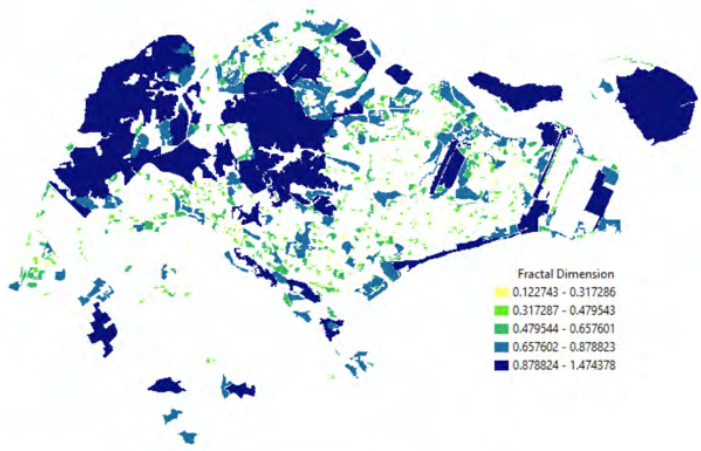 Fractal Dimension
0.122743 - 0.317286
0.317287 - 0.479543
0.479544 - 0.657601
0.657602 - 0.878823
0.878824 - 1.474378